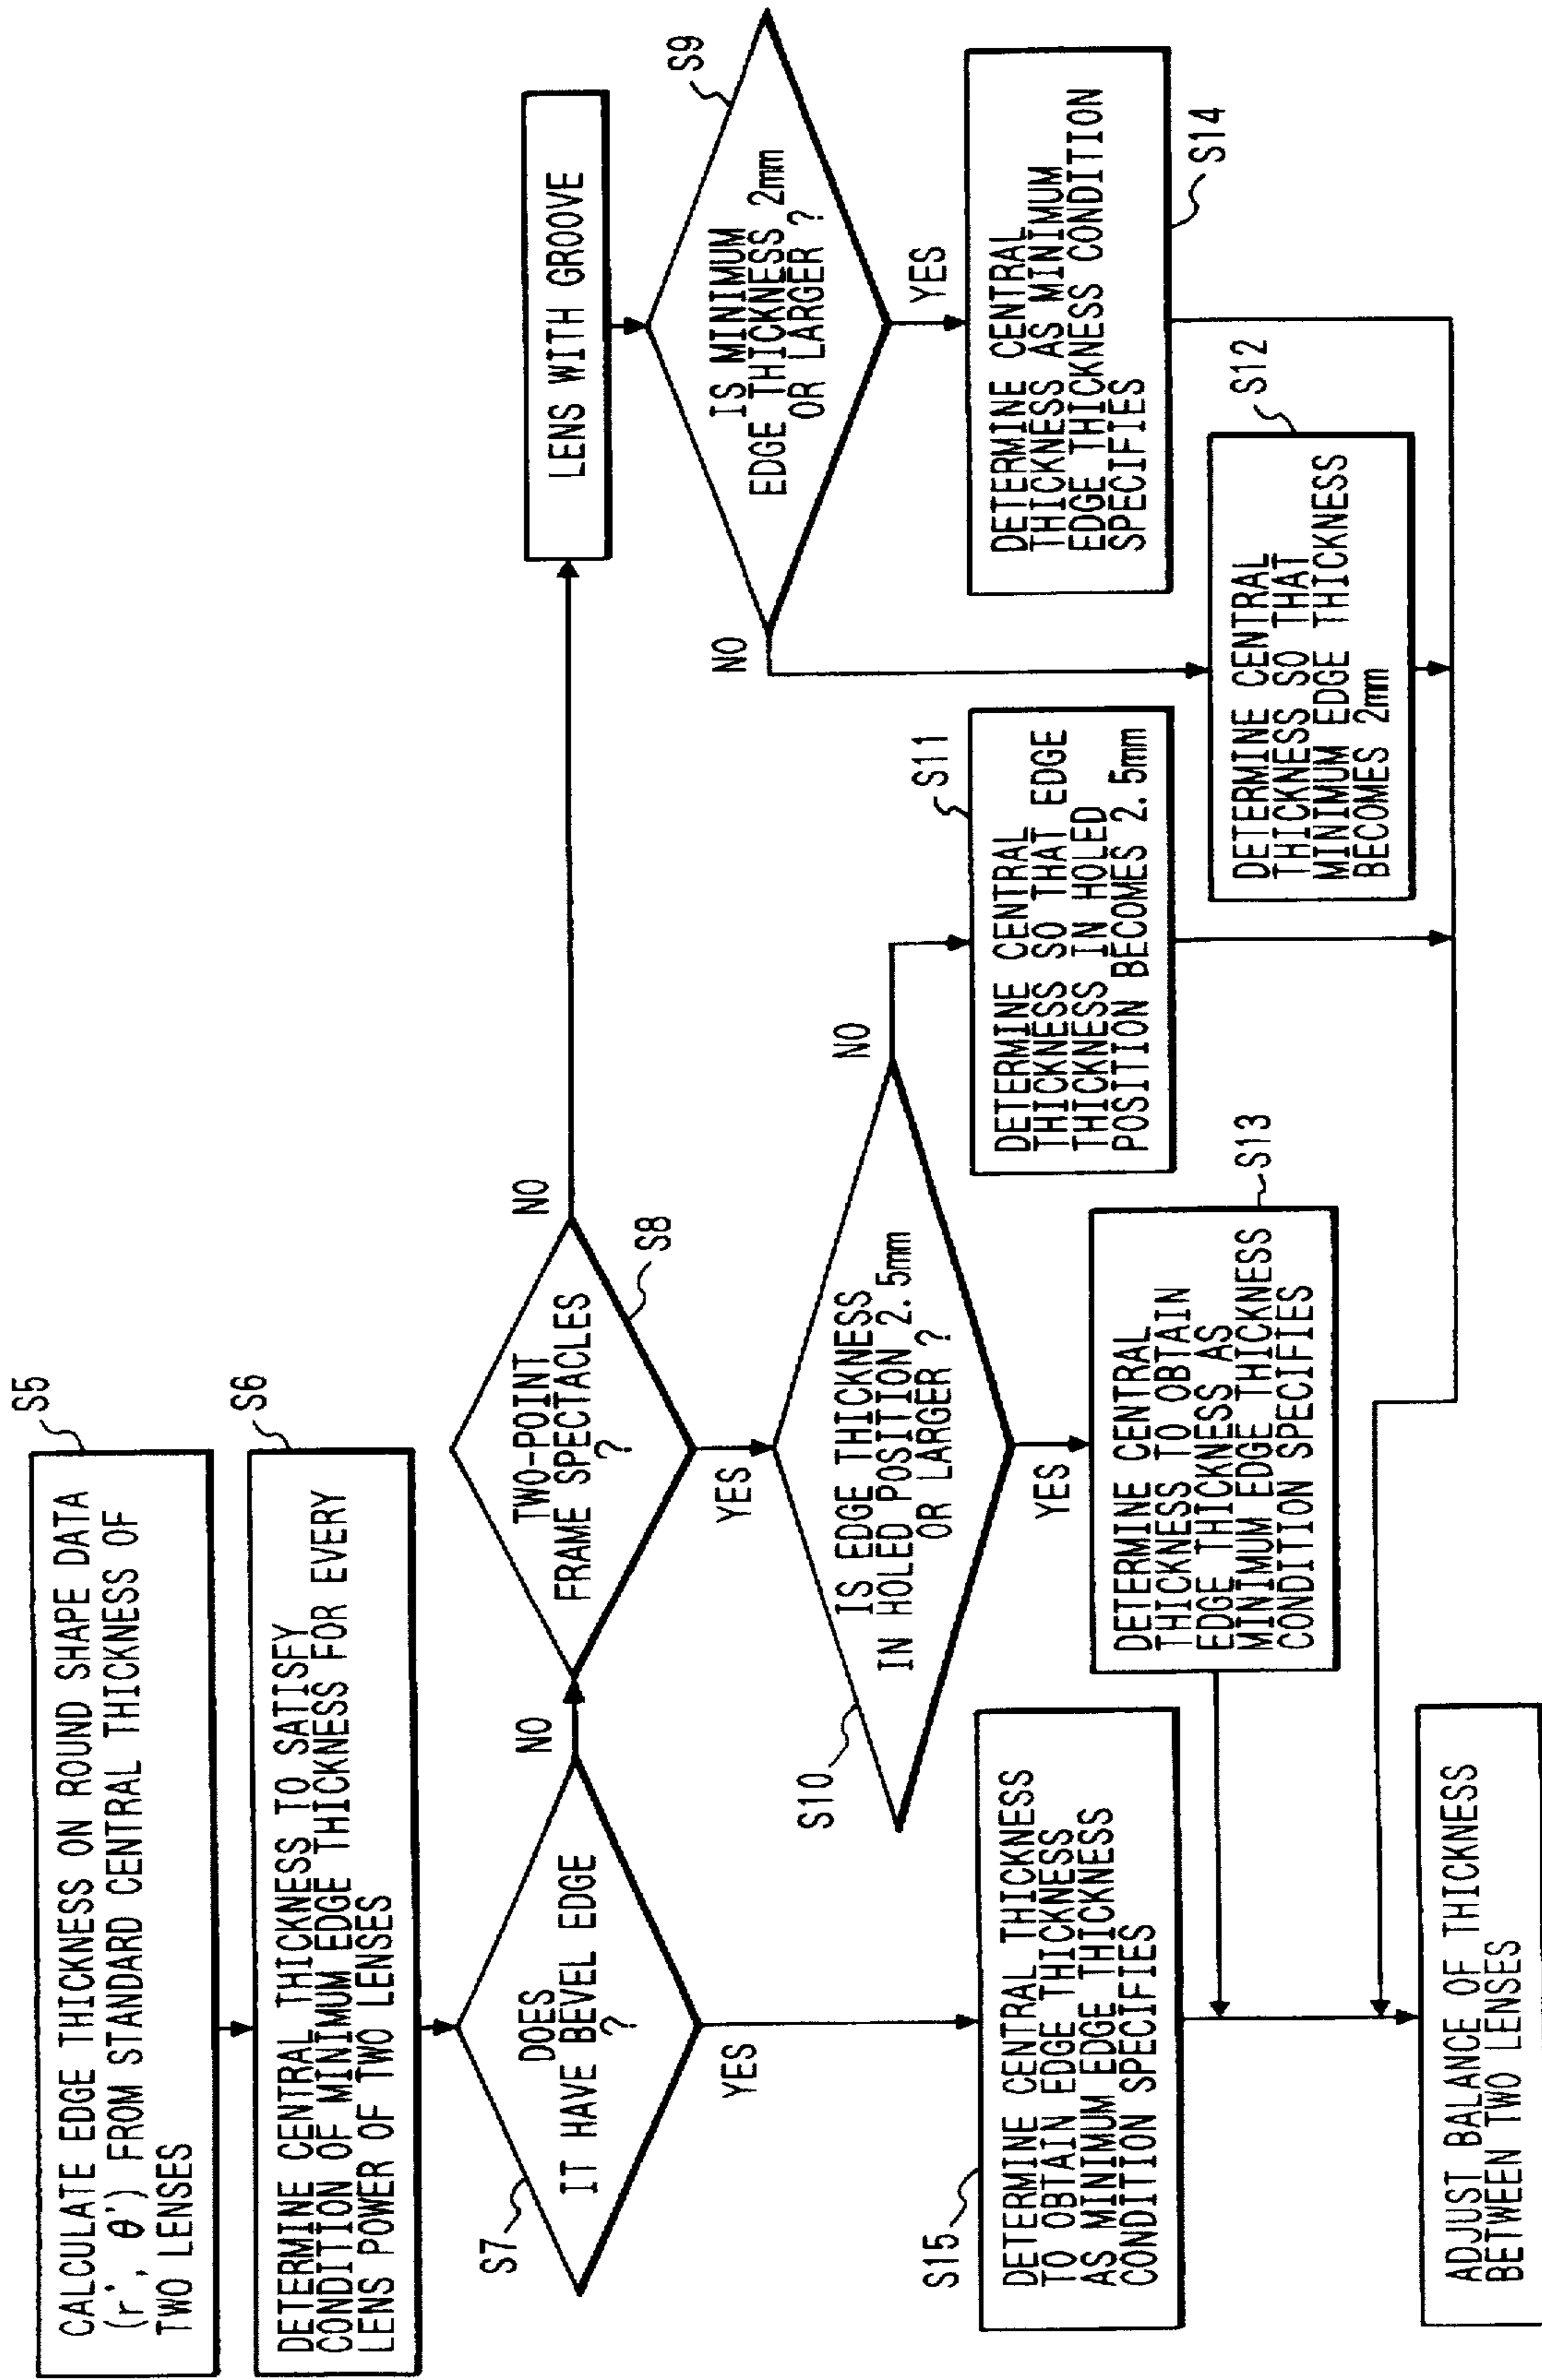 S5
CALCULATE EDGE THICKNESS ON ROUND SHAPE DATA
(r', θ') FROM STANDARD CENTRAL THICKNESS OF
TWO LENSES
S6
DETERMINE CENTRAL THICKNESS TO SATISFY
CONDITION OF MINIMUM EDGE THICKNESS FOR EVERY
LENS POWER OF TWO LENSES
S7
DOES
IT HAVE BEVEL EDGE
?
NO
YES
TWO-POINT
FRAME SPECTACLES
?
S8
NO
YES
LENS WITH GROOVE
S9
IS MINIMUM
EDGE THICKNESS 2mm
OR LARGER ?
NO
YES
S10
IS EDGE THICKNESS
IN HOLED POSITION 2.5mm
OR LARGER ?
NO
YES
S11
DETERMINE CENTRAL
THICKNESS SO THAT EDGE
THICKNESS IN HOLED
POSITION BECOMES 2.5mm
DETERMINE CENTRAL
THICKNESS AS MINIMUM
EDGE THICKNESS CONDITION
SPECIFIES
S14
S12
DETERMINE CENTRAL
THICKNESS SO THAT
MINIMUM EDGE THICKNESS
BECOMES 2mm
S13
DETERMINE CENTRAL
THICKNESS TO OBTAIN
EDGE THICKNESS AS
MINIMUM EDGE THICKNESS
CONDITION SPECIFIES
S15
DETERMINE CENTRAL THICKNESS
TO OBTAIN EDGE THICKNESS
AS MINIMUM EDGE THICKNESS
CONDITION SPECIFIES
ADJUST BALANCE OF THICKNESS
BETWEEN TWO LENSES